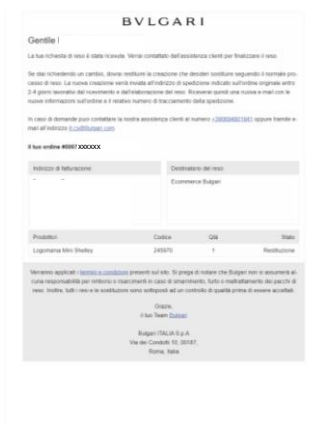 BVLGARI
Gentile
La tua richiesta di reso è stata ricevuta. Verrai contattato dall'assistenza clienti per finalizzare il reso.
Se stai richiedendo un cambio, dovrai restituire la creazione che desideri sostituire seguendo il normale pro-
cesso di reso. La nuova creazione verrà inviata all'indirizzo di spedizione indicato sull'ordine originale entro
2-4 giorni lavorativi dal ricevimento e dall'elaborazione del reso. Riceverai quindi una nuova e-mail con le
nuove informazioni sull'ordine e il relativo numero di tracciamento della spedizione.
In caso di domande puoi contattare la nostra assistenza clienti al numero oppure tramite e-
mail all'indirizzo it.cs@bulgari.com
Il tuo ordine XXXXXX
Indirizzo di fatturazione
Destinatario del reso
Ecommerce Bulgari
Prodotto/i Codice Qtà Stato
Logomania Mini Shelley 245970 1 Restituzione
Verranno applicati i termini e condizioni presenti sul sito. Si prega di notare che Bulgari non si assumerà al-
cuna responsabilità per rimborsi o risarcimenti in caso di smarrimento, furto o maltrattamento dei pacchi di
reso. Inoltre, tutti i resi e le sostituzioni sono sottoposti ad un controllo di qualità prima di essere accettati.
Grazie,
Il tuo Team Bulgari
Bulgari ITALIA S.p.A.
Via dei Condotti 10, 00187,
Roma, Italia